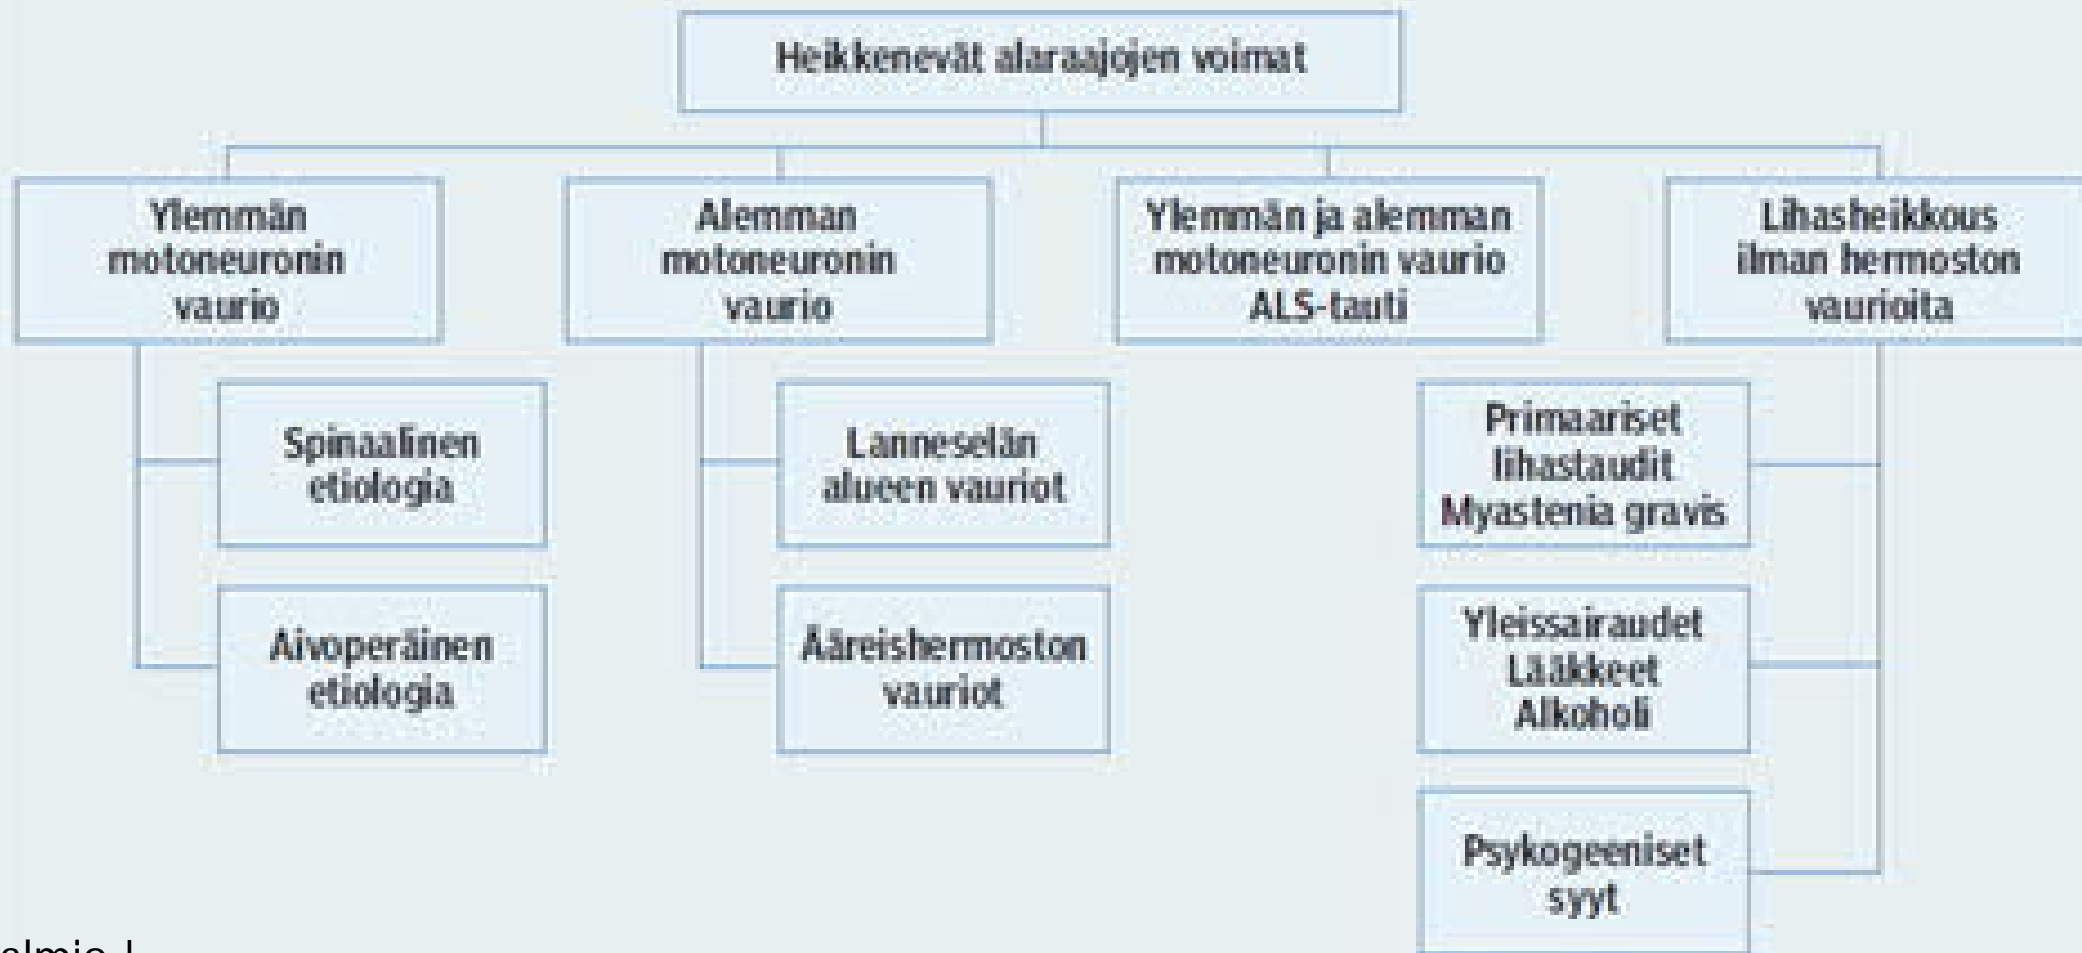 Heikkenevät alaraajojen voimat
Ylemmän
motoneuronin
vaurio
Alemman
motoneuronin
vaurio
Ylemmän ja alemman
motoneuronin vaurio
ALS-tauti
Lihasheikkous
ilman hermoston
vaurioita
Spinaalinen
etiologia
Aivoperäinen
etiologia
Lanneselän
alueen vauriot
Ääreishermoston
vauriot
Primaariset
lihastaudit
Myastenia gravis
Yleissairaudet
Lääkkeet
Alkoholi
Psykogeeniset
syyt